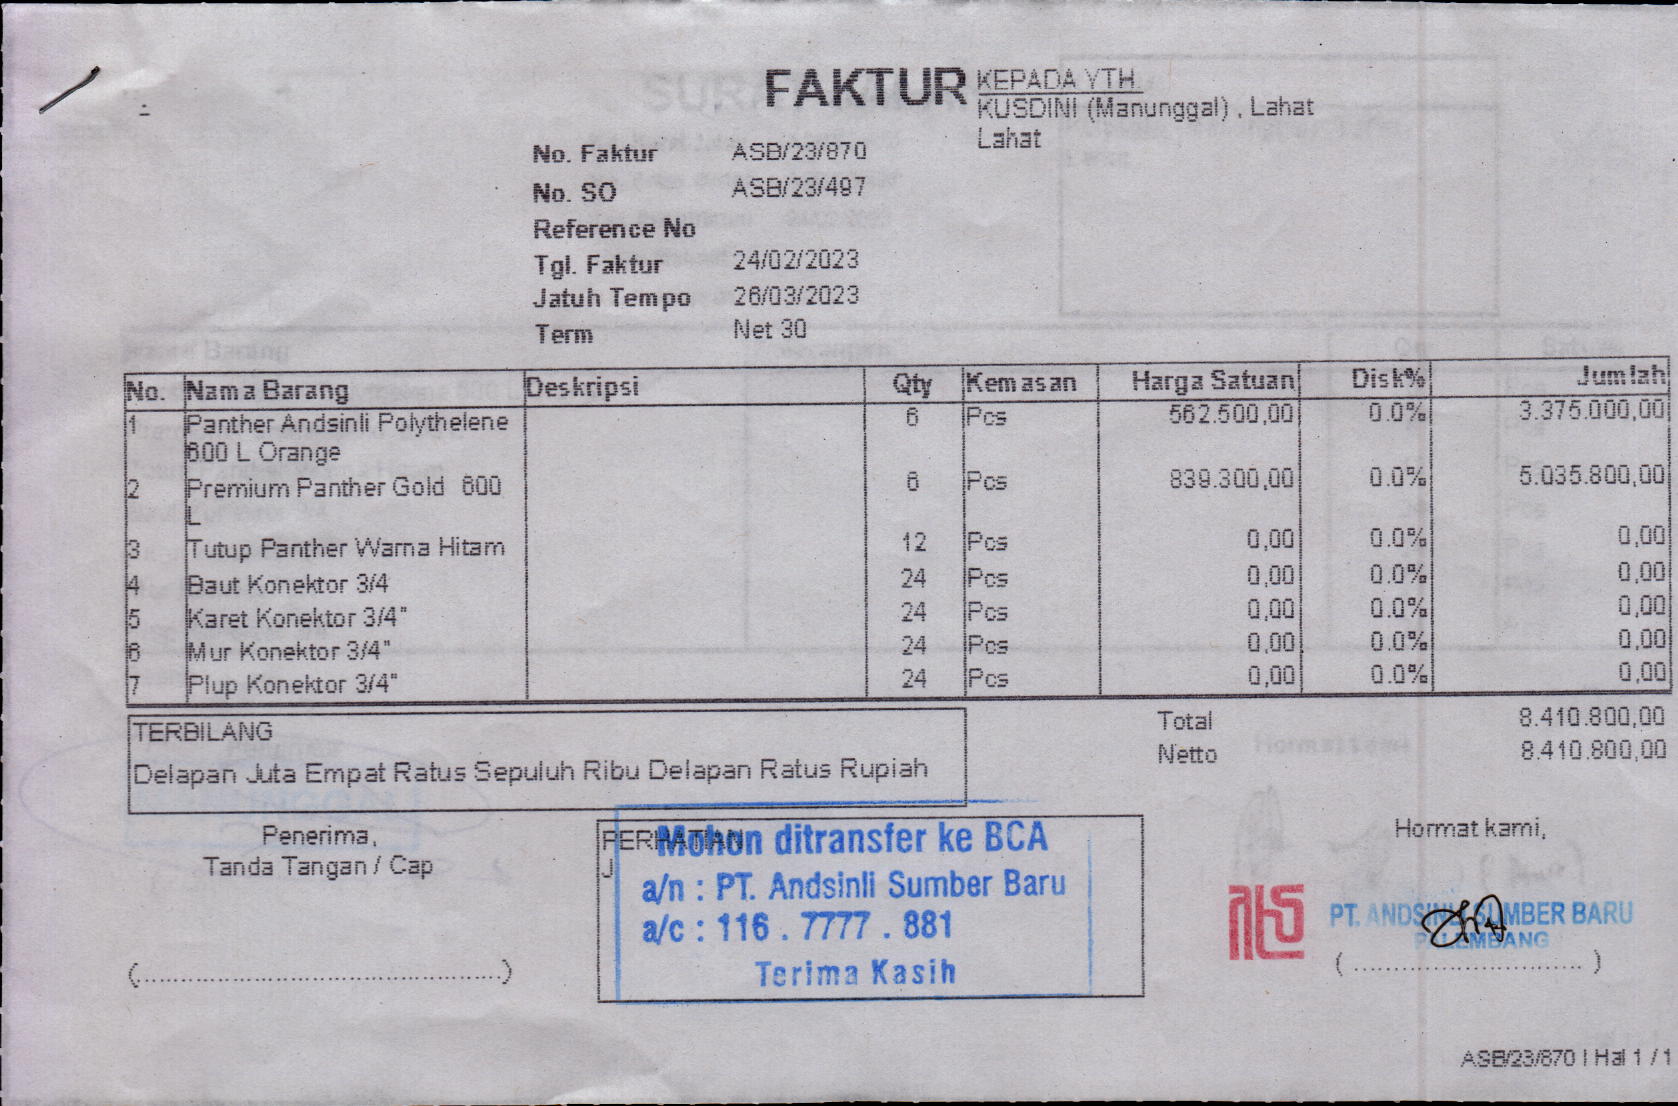 FAKTUR
KEPADA YTH
KUSDINI (Manunggal) , Lahat
Lahat
No. Faktur ASB/23/870
No. SO ASB/23/497
Reference No
Tgl. Faktur 24/02/2023
Jatuh Tempo 26/03/2023
Term Net 30
No. Nama Barang Deskripsi Qty Kemasan Harga Satuan Disk% Jumlah
1 Panther Andsinli Polythelene 6 Pcs 562.500,00 0.0% 3.375.000,00
600 L Orange
2 Premium Panther Gold 600 6 Pcs 839.300,00 0.0% 5.035.800,00
L
3 Tutup Panther Warna Hitam 12 Pcs 0,00 0.0% 0,00
4 Baut Konektor 3/4 24 Pcs 0,00 0.0% 0,00
5 Karet Konektor 3/4" 24 Pcs 0,00 0.0% 0,00
6 Mur Konektor 3/4" 24 Pcs 0,00 0.0% 0,00
7 Plup Konektor 3/4" 24 Pcs 0,00 0.0% 0,00
TERBILANG
Delapan Juta Empat Ratus Sepuluh Ribu Delapan Ratus Rupiah
Total 8.410.800,00
Netto 8.410.800,00
Penerima,
Tanda Tangan / Cap
(..........................................)
PERHATIAN
Mohon ditransfer ke BCA
a/n : PT. Andsinli Sumber Baru
a/c : 116 . 7777 . 881
Terima Kasih
Hormat kami,
PT. ANDSINLI SUMBER BARU
PALEMBANG
( ............................ )
ASB/23/870 | Hal 1 / 1